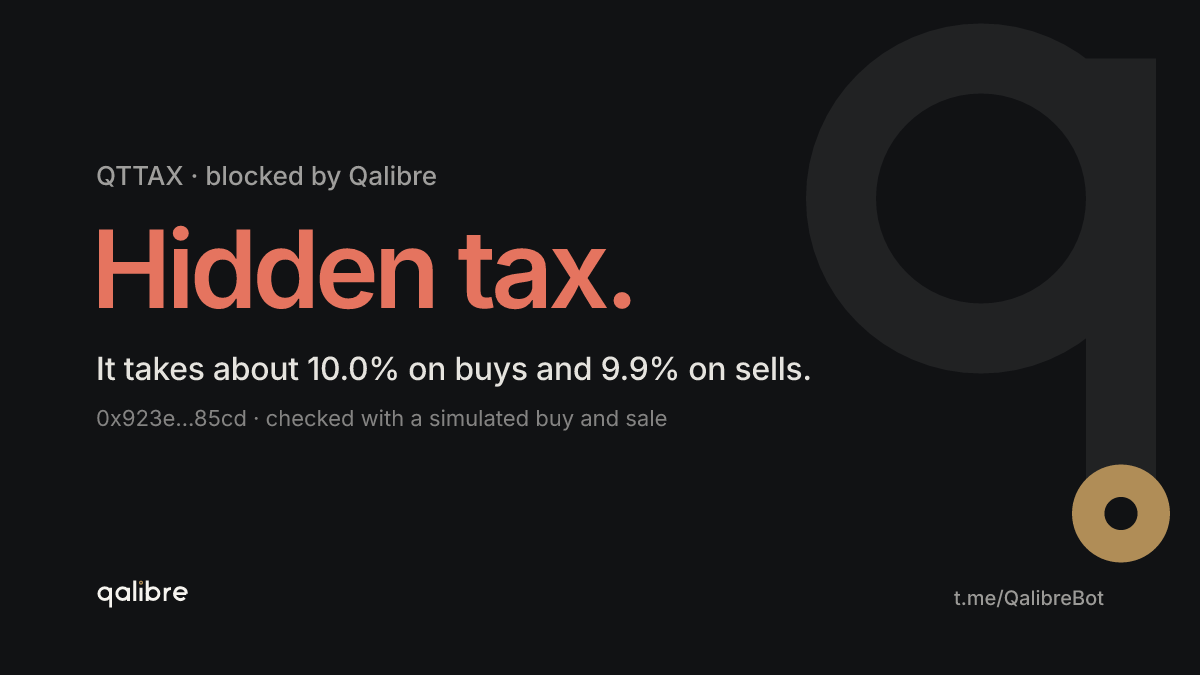 QTTAX · blocked by Qalibre
Hidden tax.
It takes about 10.0% on buys and 9.9% on sells.
0x923e...85cd · checked with a simulated buy and sale
qalibre
t.me/QalibreBot